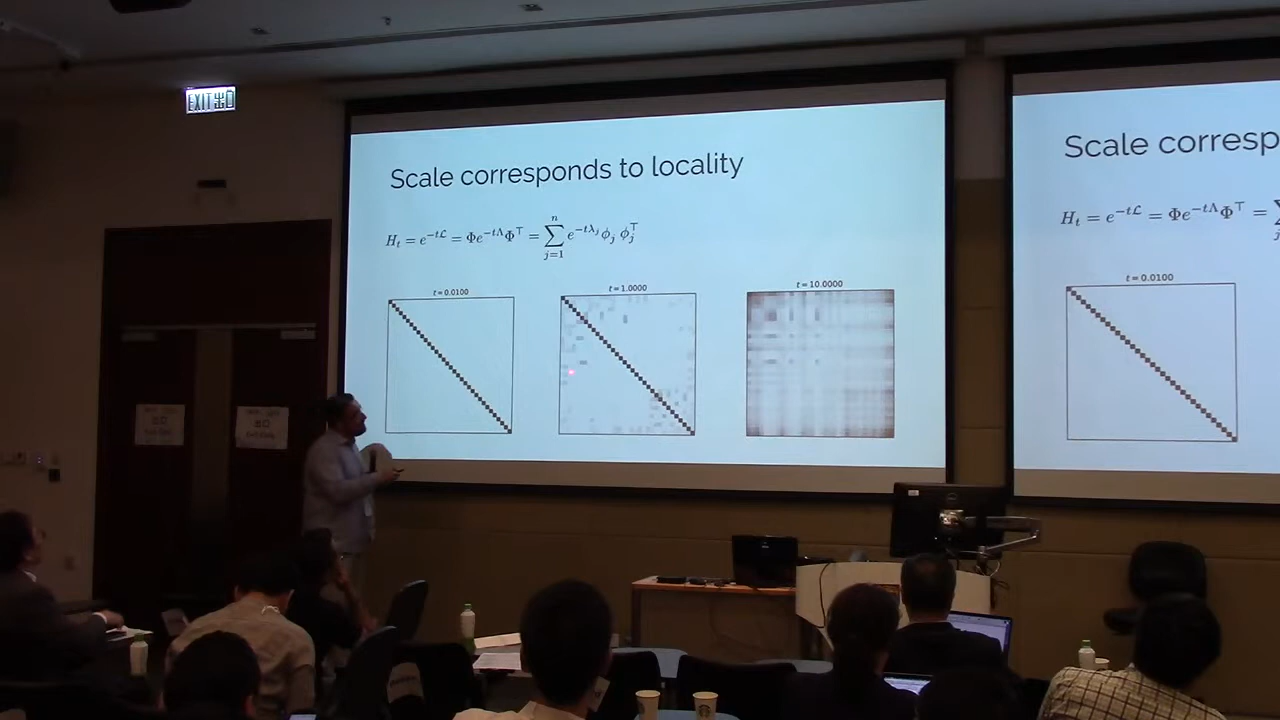 EXIT 出口
Scale corresponds to locality
H_t = e^{-tℒ} = Φe^{-tΛ}Φ^⊤ = \sum_{j=1}^{n} e^{-tλ_j} ϕ_j ϕ_j^⊤
t = 0.0100
t = 1.0000
t = 10.0000
Scale corresp
H_t = e^{-tℒ} = Φe^{-tΛ}Φ^⊤ =
t = 0.0100